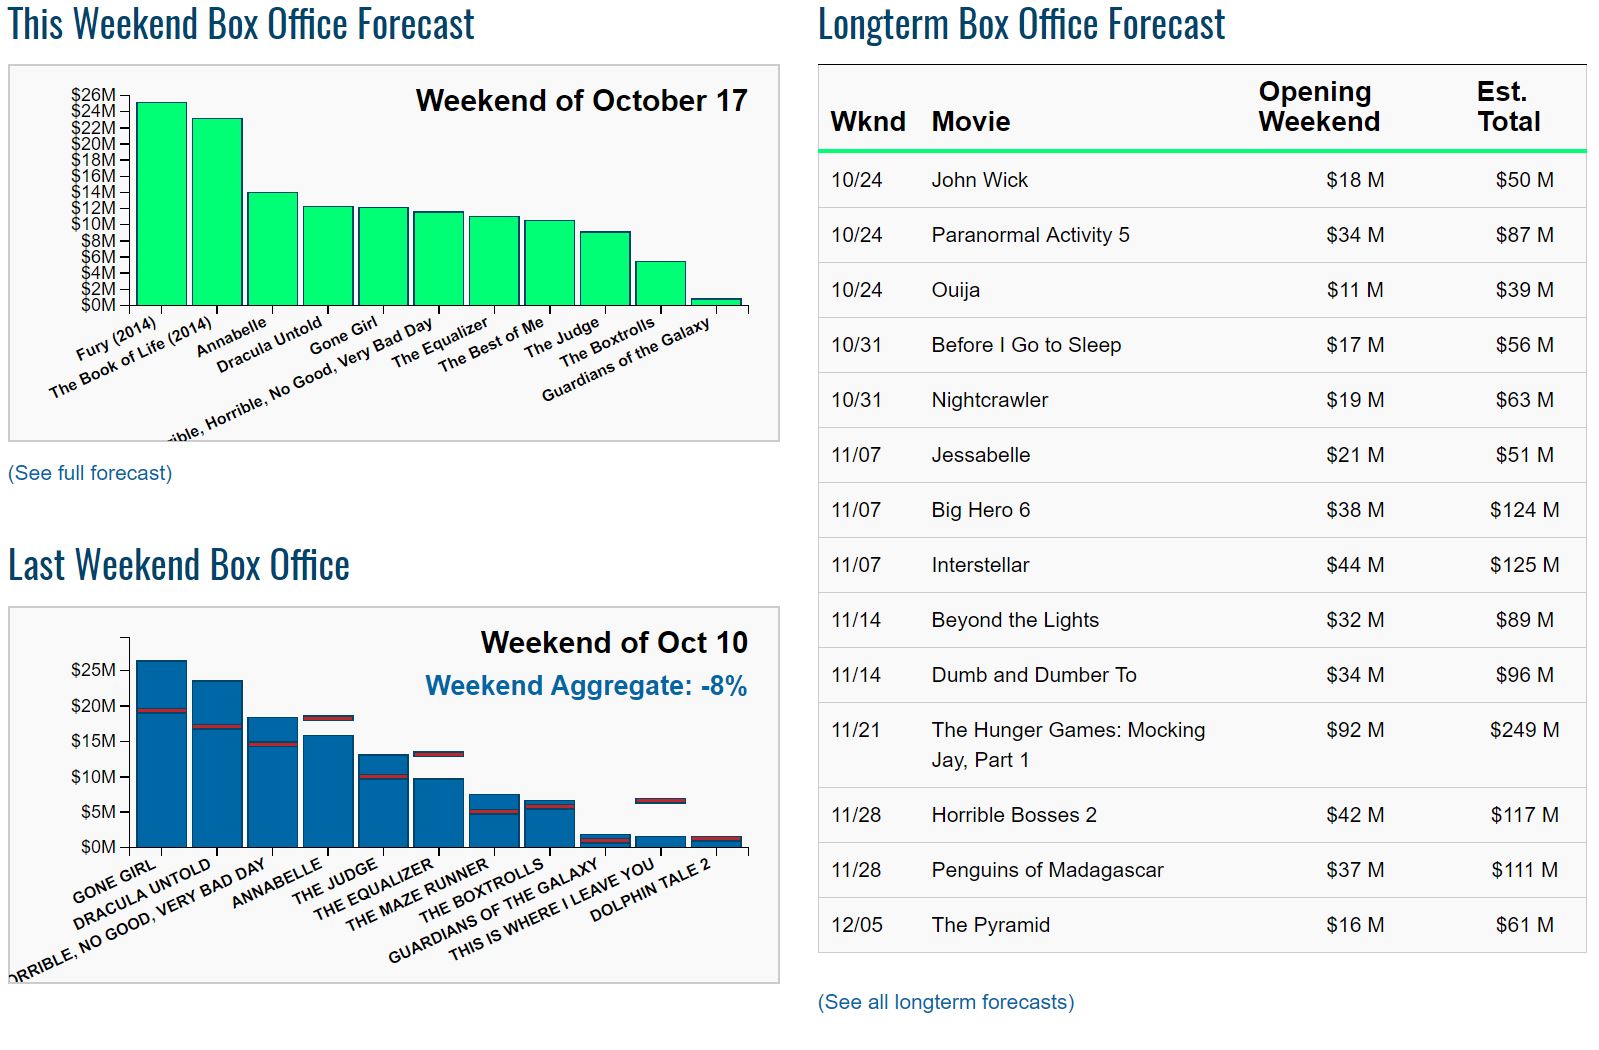 This Weekend Box Office Forecast
Weekend of October 17
$26M
$24M
$22M
$20M
$18M
$16M
$14M
$12M
$10M
$8M
$6M
$4M
$2M
$0M
Fury (2014)
The Book of Life (2014)
Annabelle
Dracula Untold
Gone Girl
ible, Horrible, No Good, Very Bad Day
The Equalizer
The Best of Me
The Judge
The Boxtrolls
Guardians of the Galaxy
(See full forecast)
Last Weekend Box Office
Weekend of Oct 10
Weekend Aggregate: -8%
$25M
$20M
$15M
$10M
$5M
$0M
GONE GIRL
DRACULA UNTOLD
ORRIBLE, NO GOOD, VERY BAD DAY
ANNABELLE
THE JUDGE
THE EQUALIZER
THE MAZE RUNNER
THE BOXTROLLS
GUARDIANS OF THE GALAXY
THIS IS WHERE I LEAVE YOU
DOLPHIN TALE 2
Longterm Box Office Forecast
Wknd Movie Opening Weekend Est. Total
10/24 John Wick $18 M $50 M
10/24 Paranormal Activity 5 $34 M $87 M
10/24 Ouija $11 M $39 M
10/31 Before I Go to Sleep $17 M $56 M
10/31 Nightcrawler $19 M $63 M
11/07 Jessabelle $21 M $51 M
11/07 Big Hero 6 $38 M $124 M
11/07 Interstellar $44 M $125 M
11/14 Beyond the Lights $32 M $89 M
11/14 Dumb and Dumber To $34 M $96 M
11/21 The Hunger Games: Mocking $92 M $249 M
Jay, Part 1
11/28 Horrible Bosses 2 $42 M $117 M
11/28 Penguins of Madagascar $37 M $111 M
12/05 The Pyramid $16 M $61 M
(See all longterm forecasts)